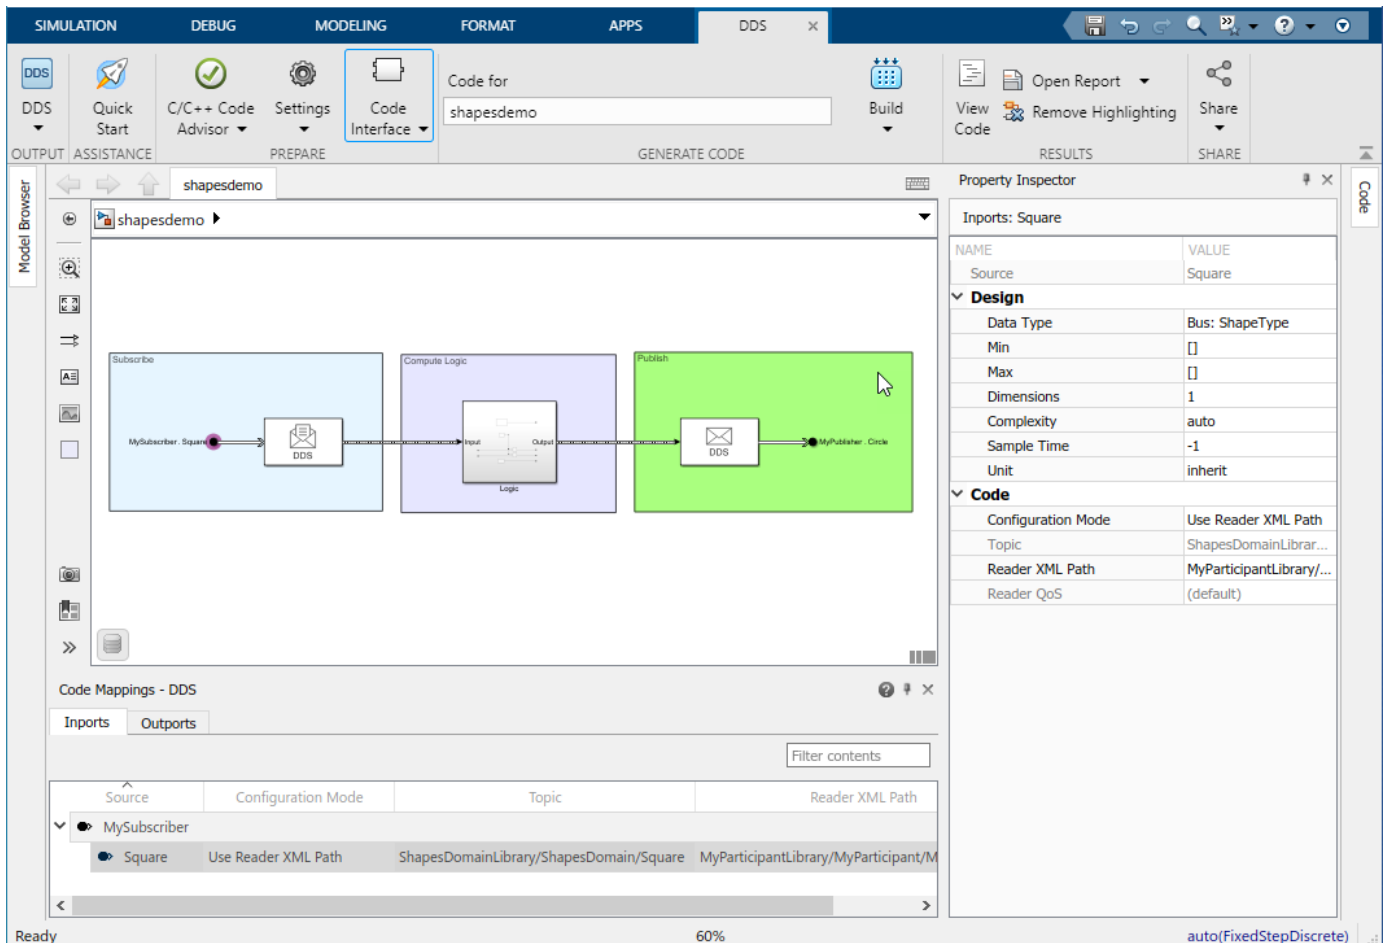 SIMULATION DEBUG MODELING FORMAT APPS DDS
DDS
DDS
Quick
Start
C/C++ Code
Advisor
Settings
Code
Interface
Code for
shapesdemo
Build
View
Code
Open Report
Remove Highlighting
Share
OUTPUT ASSISTANCE PREPARE GENERATE CODE RESULTS SHARE
Model Browser
shapesdemo
shapesdemo
Subscribe
MySubscriber . Square
DDS
Compute Logic
Input
Output
Logic
Publish
DDS
MyPublisher . Circle
Code Mappings - DDS
Inports Outports
Filter contents
Source Configuration Mode Topic Reader XML Path
MySubscriber
Square Use Reader XML Path ShapesDomainLibrary/ShapesDomain/Square MyParticipantLibrary/MyParticipant/M
Property Inspector
Inports: Square
NAME VALUE
Source Square
Design
Data Type Bus: ShapeType
Min []
Max []
Dimensions 1
Complexity auto
Sample Time -1
Unit inherit
Code
Configuration Mode Use Reader XML Path
Topic ShapesDomainLibrar...
Reader XML Path MyParticipantLibrary/...
Reader QoS (default)
Code
Ready 60% auto(FixedStepDiscrete)